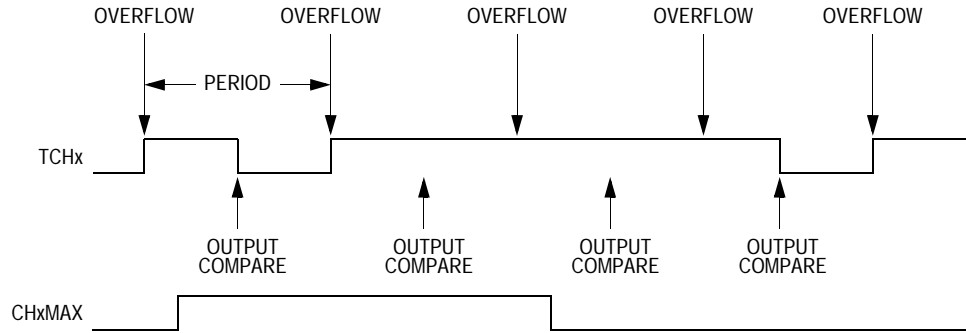 OVERFLOW OVERFLOW OVERFLOW OVERFLOW OVERFLOW
PERIOD
TCHx
OUTPUT COMPARE
OUTPUT COMPARE
OUTPUT COMPARE
OUTPUT COMPARE
CHxMAX